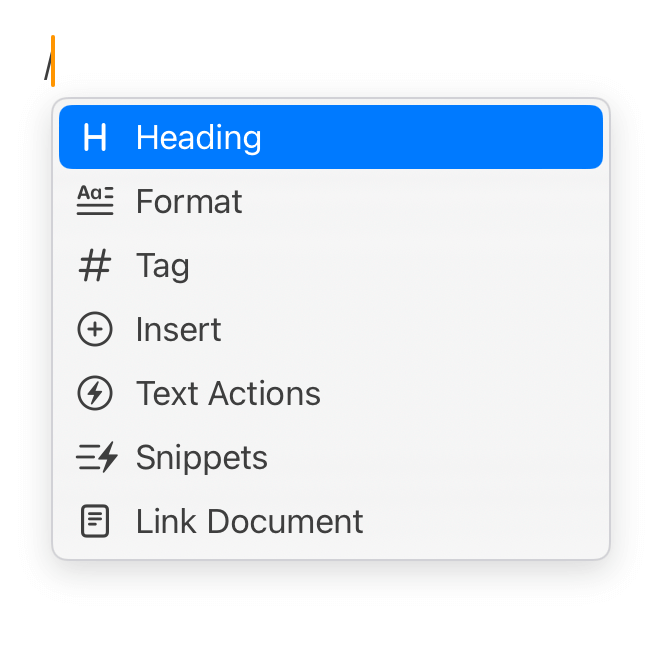 /
Heading
Format
# Tag
Insert
Text Actions
Snippets
Link Document